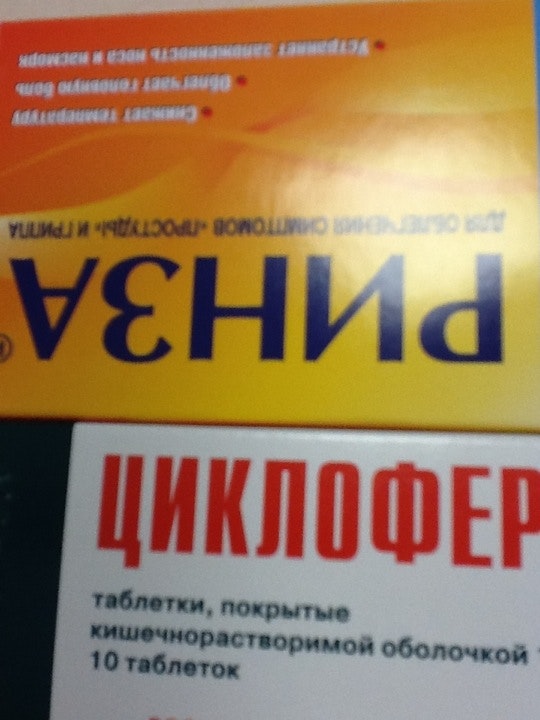 РИНЗА®
ДЛЯ ОБЛЕГЧЕНИЯ СИМПТОМОВ «ПРОСТУДЫ» И ГРИППА
Снижает температуру
Облегчает головную боль
Устраняет заложенность носа и насморк
ЦИКЛОФЕР
таблетки, покрытые
кишечнорастворимой оболочкой
10 таблеток